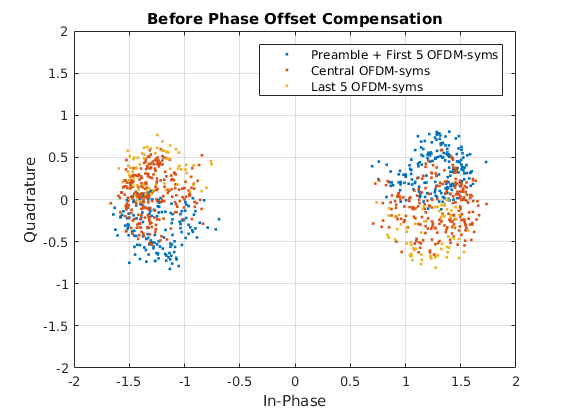 Before Phase Offset Compensation
Preamble + First 5 OFDM-syms
Central OFDM-syms
Last 5 OFDM-syms
2
1.5
1
0.5
0
-0.5
-1
-1.5
-2
Quadrature
-2 -1.5 -1 -0.5 0 0.5 1 1.5 2
In-Phase